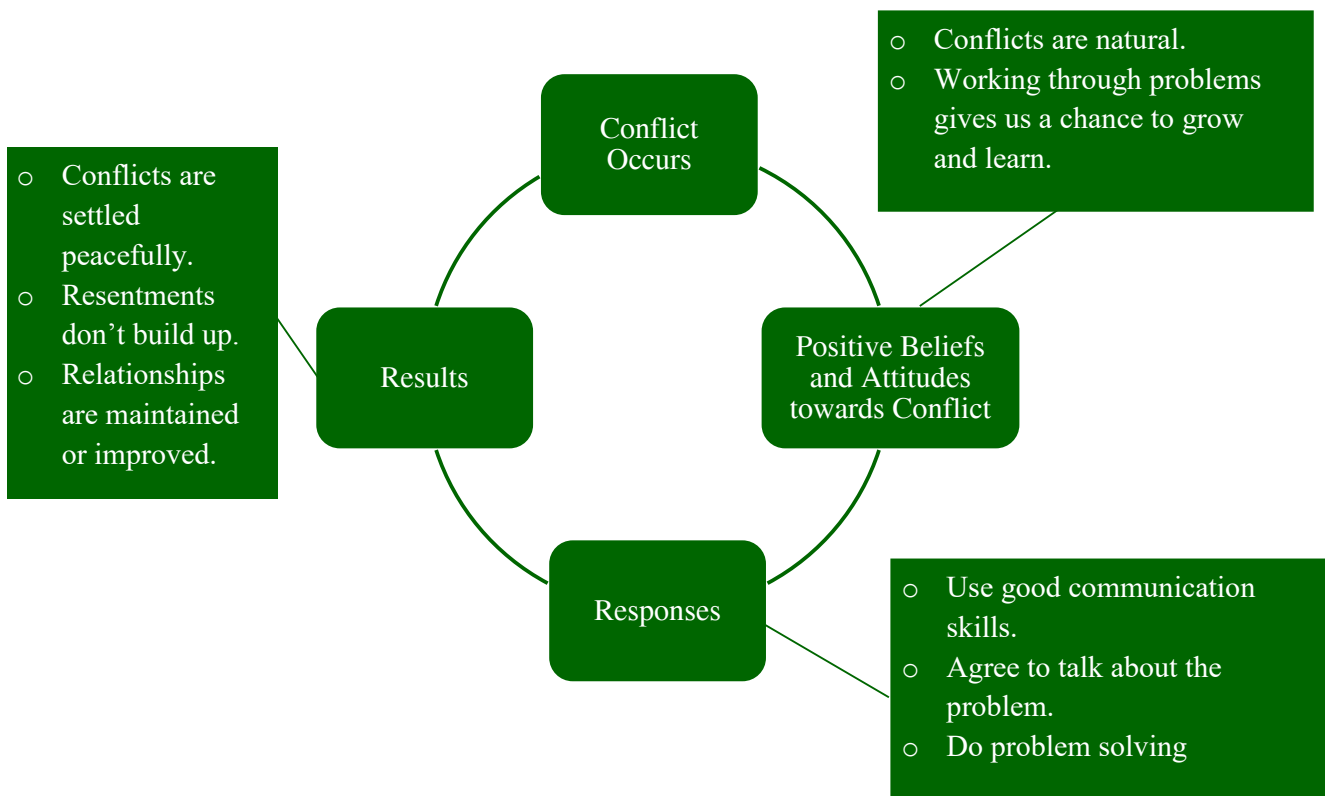 Conflict
Occurs
o Conflicts are natural.
o Working through problems
gives us a chance to grow
and learn.
Positive Beliefs
and Attitudes
towards Conflict
Responses
o Use good communication
skills.
o Agree to talk about the
problem.
o Do problem solving
Results
o Conflicts are
settled
peacefully.
o Resentments
don’t build up.
o Relationships
are maintained
or improved.